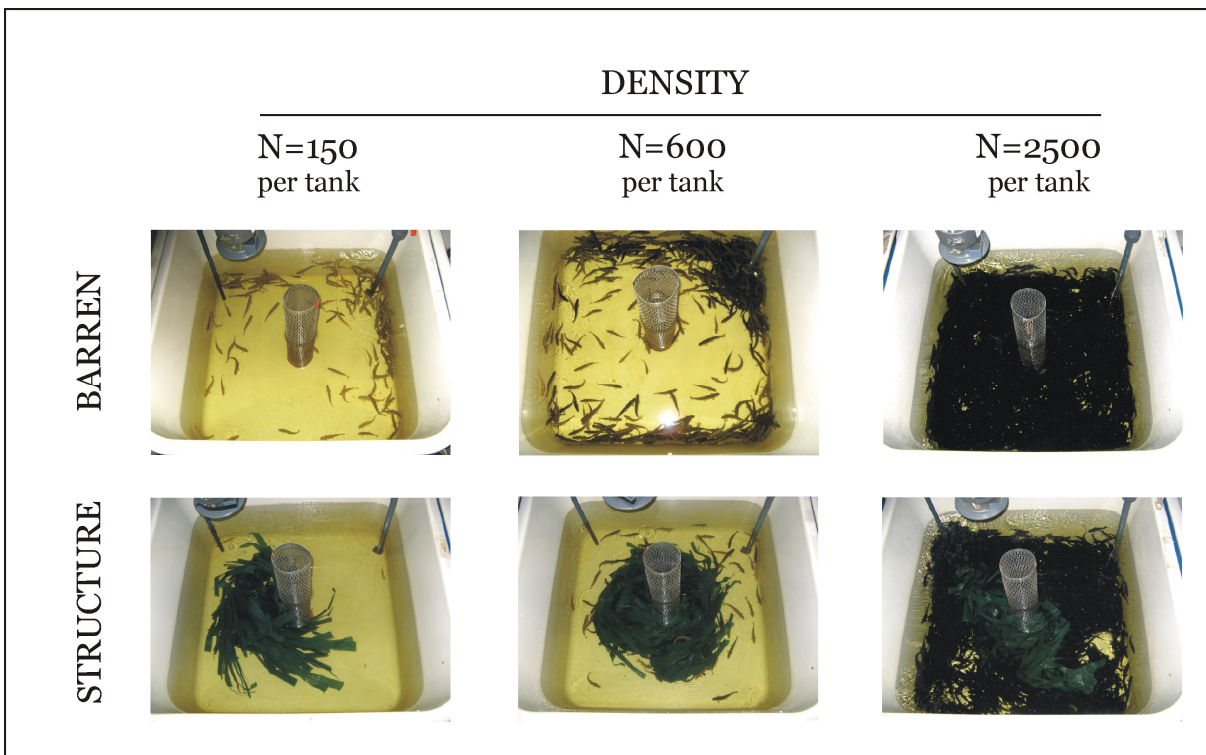 DENSITY
N=150
per tank
N=600
per tank
N=2500
per tank
BARREN
STRUCTURE